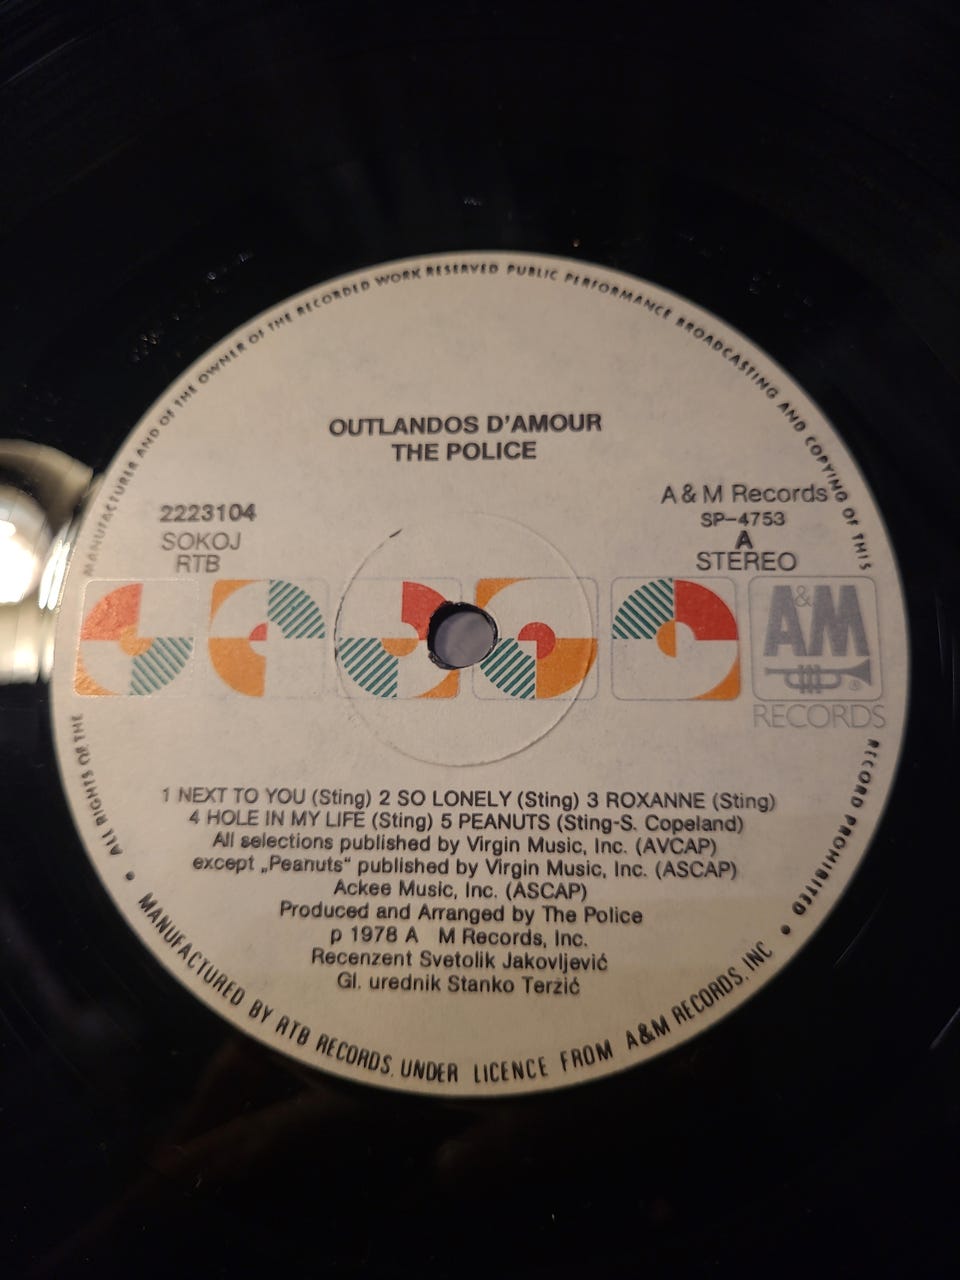 MANUFACTURER AND OF THE OWNER OF THE RECORDED WORK RESERVED PUBLIC PERFORMANCE BROADCASTING AND COPYING OF THIS
OUTLANDOS D'AMOUR
THE POLICE
2223104
SOKOJ
RTB
A & M Records
SP-4753
A
STEREO
A&M
®
RECORDS
1 NEXT TO YOU (Sting) 2 SO LONELY (Sting) 3 ROXANNE (Sting)
4 HOLE IN MY LIFE (Sting) 5 PEANUTS (Sting-S. Copeland)
All selections published by Virgin Music, Inc. (AVCAP)
except „Peanuts“ published by Virgin Music, Inc. (ASCAP)
Ackee Music, Inc. (ASCAP)
Produced and Arranged by The Police
p 1978 A M Records, Inc.
Recenzent Svetolik Jakovljević
Gl. urednik Stanko Terzić
RECORD PROHIBITED
• ALL RIGHTS OF THE
• MANUFACTURED BY RTB RECORDS, UNDER LICENCE FROM A&M RECORDS, INC •